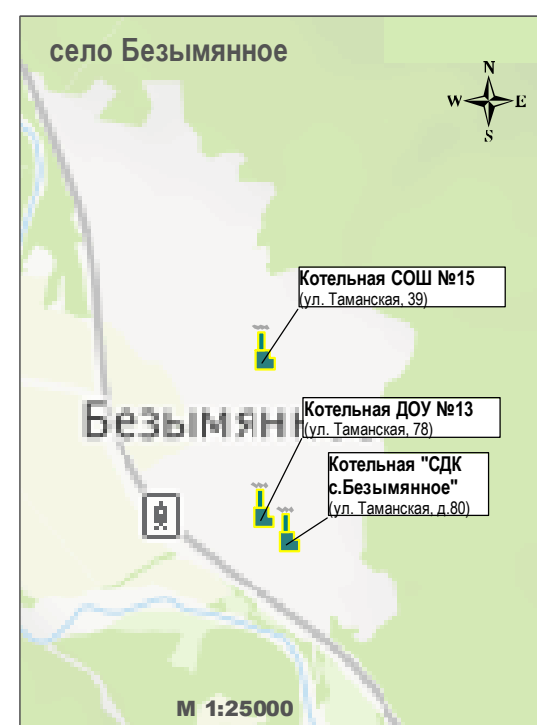 село Безымянное
N
W E
S
Котельная СОШ №15
(ул. Таманская, 39)
Безымянное
Котельная ДОУ №13
(ул. Таманская, 78)
Котельная "СДК
с.Безымянное"
(ул. Таманская, д.80)
М 1:25000